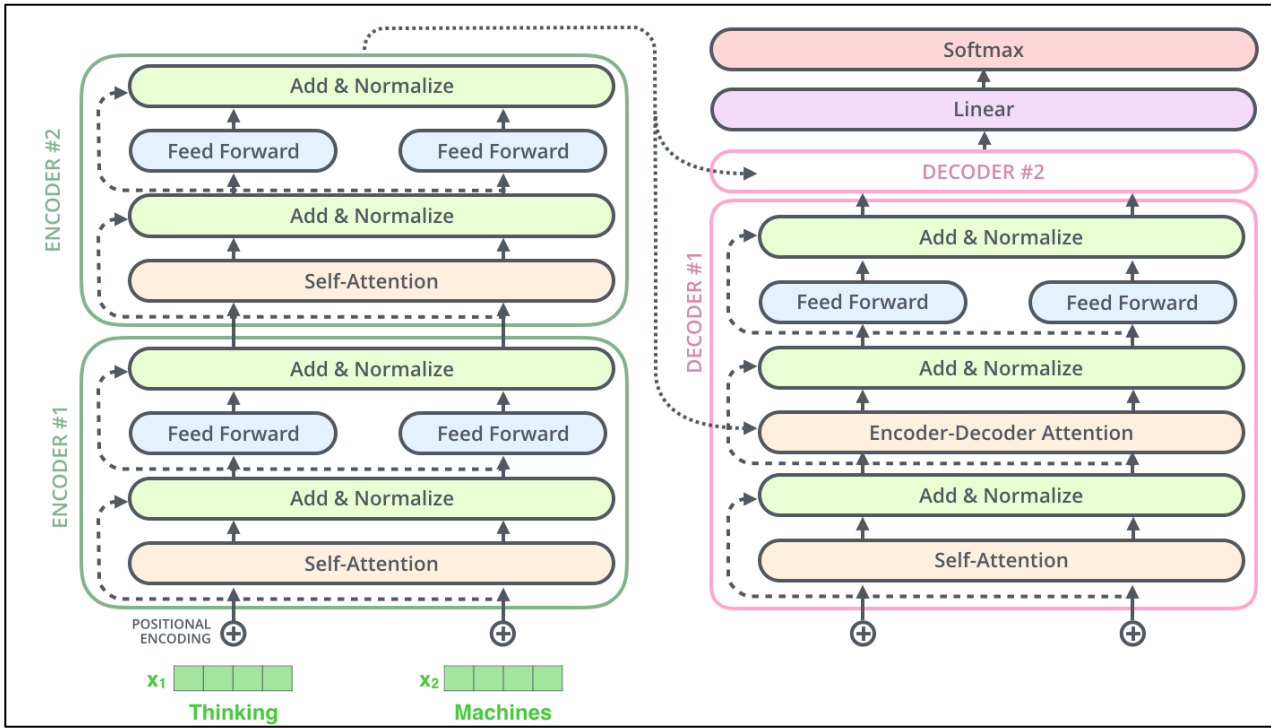 ENCODER #2
Add & Normalize
Feed Forward
Feed Forward
Add & Normalize
Self-Attention
ENCODER #1
Add & Normalize
Feed Forward
Feed Forward
Add & Normalize
Self-Attention
POSITIONAL
ENCODING
x1
x2
Thinking
Machines
Softmax
Linear
DECODER #2
DECODER #1
Add & Normalize
Feed Forward
Feed Forward
Add & Normalize
Encoder-Decoder Attention
Add & Normalize
Self-Attention